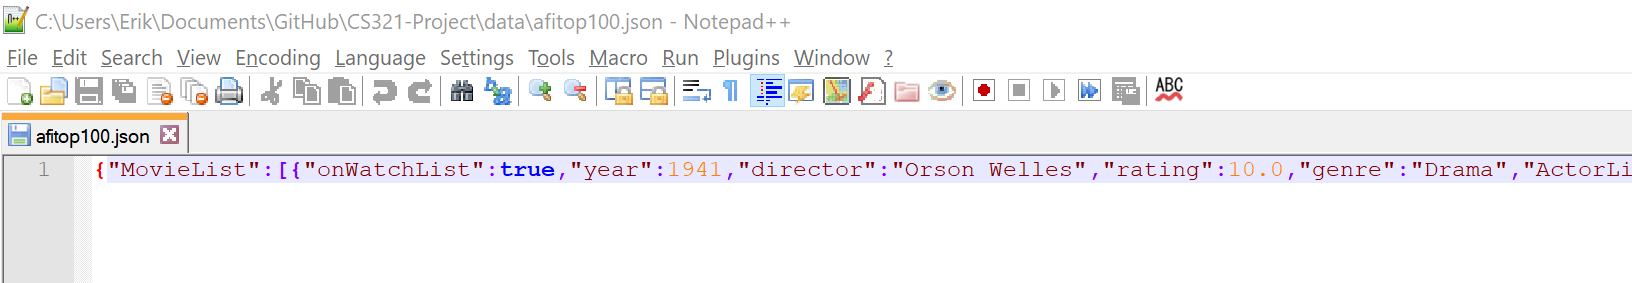 C:\Users\Erik\Documents\GitHub\CS321-Project\data\afitop100.json - Notepad++
File Edit Search View Encoding Language Settings Tools Macro Run Plugins Window ?
ABC
afitop100.json
1 {"MovieList":[{"onWatchList":true,"year":1941,"director":"Orson Welles","rating":10.0,"genre":"Drama","ActorLi